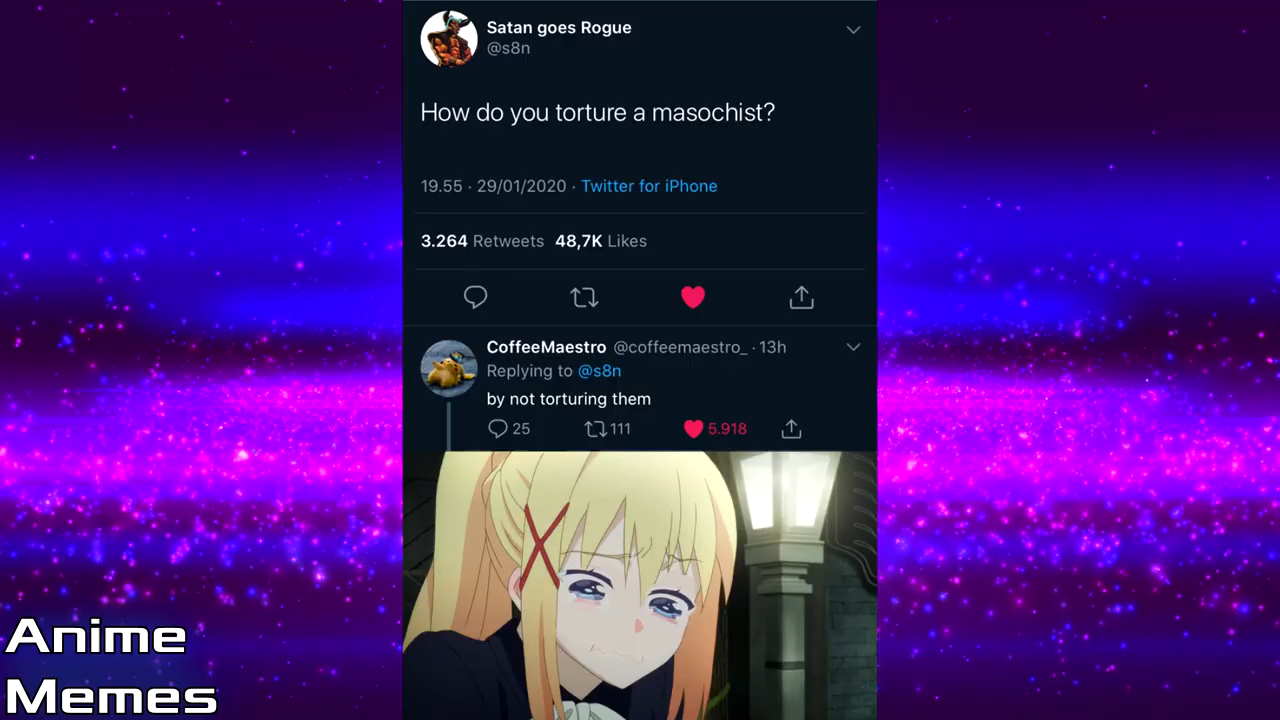 Satan goes Rogue
@s8n
How do you torture a masochist?
19.55 · 29/01/2020 · Twitter for iPhone
3.264 Retweets 48,7K Likes
CoffeeMaestro @coffeemaestro_ · 13h
Replying to @s8n
by not torturing them
25 111 5.918
Anime
Memes